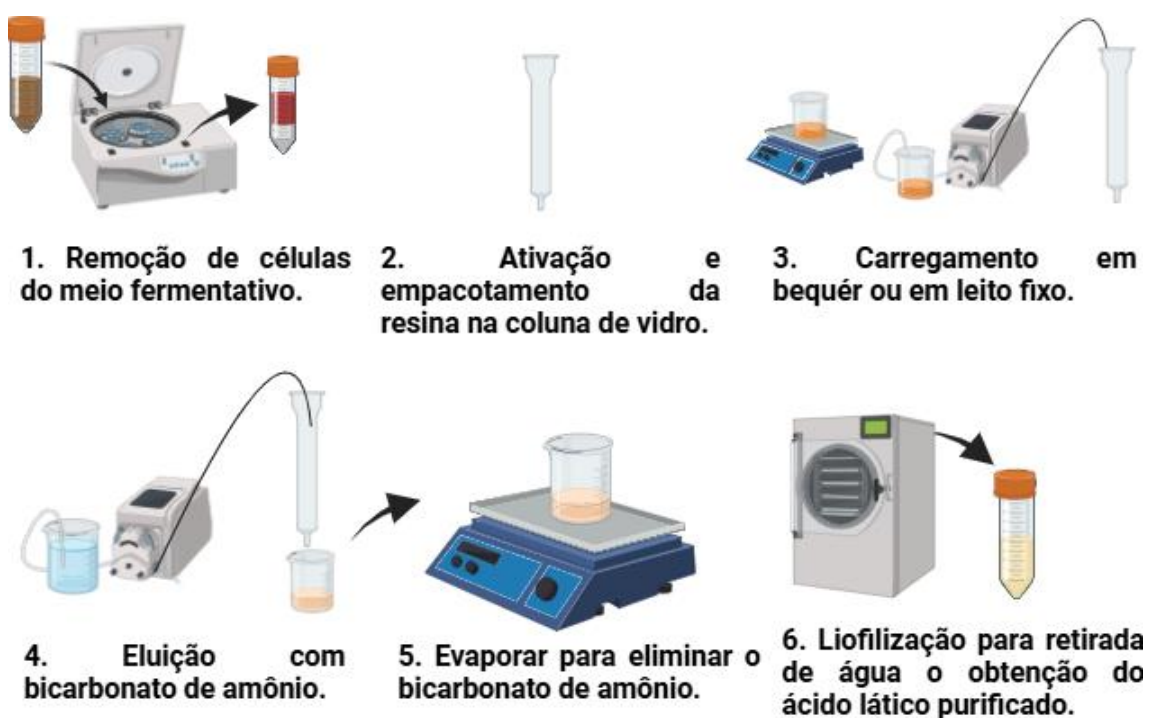 1. Remoção de células
do meio fermentativo.
2. Ativação e
empacotamento da
resina na coluna de vidro.
3. Carregamento em
bequér ou em leito fixo.
4. Eluição com
bicarbonato de amônio.
5. Evaporar para eliminar o
bicarbonato de amônio.
6. Liofilização para retirada
de água o obtenção do
ácido lático purificado.